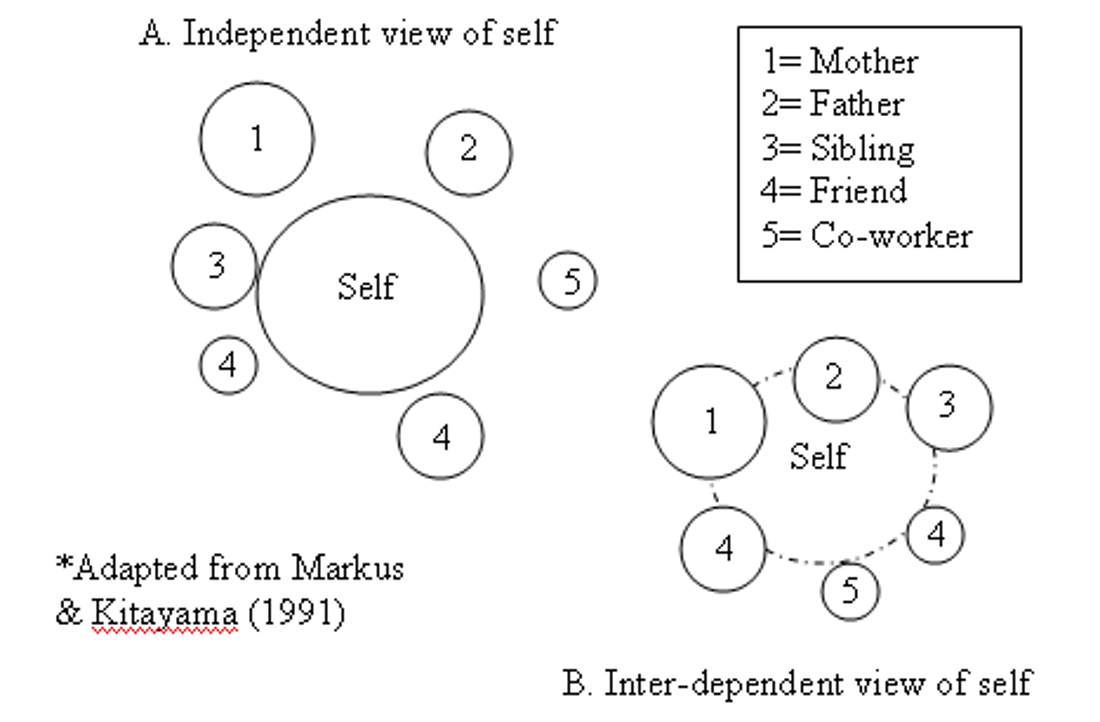 A. Independent view of self
1= Mother
2= Father
3= Sibling
4= Friend
5= Co-worker
1
2
3
Self
5
4
4
2
3
1
Self
4
4
5
*Adapted from Markus
& Kitayama (1991)
B. Inter-dependent view of self